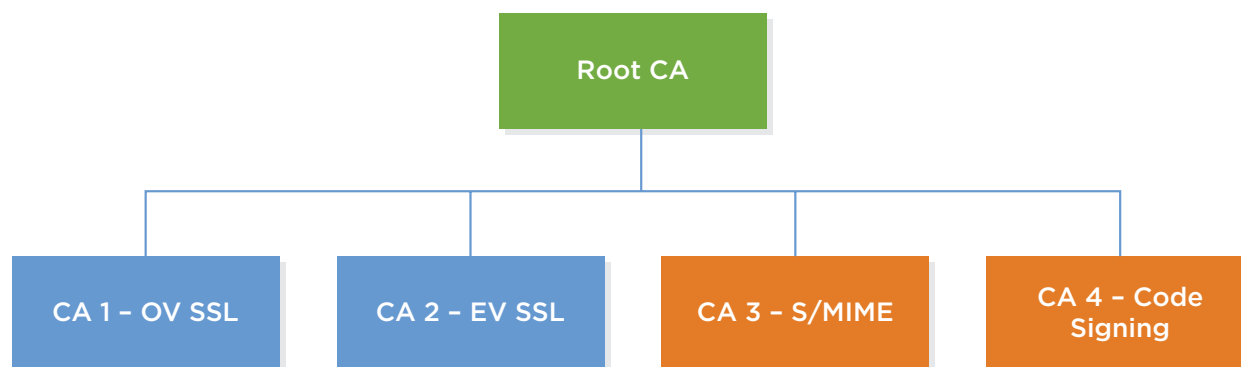 Root CA
CA 1 – OV SSL
CA 2 – EV SSL
CA 3 – S/MIME
CA 4 – Code
Signing